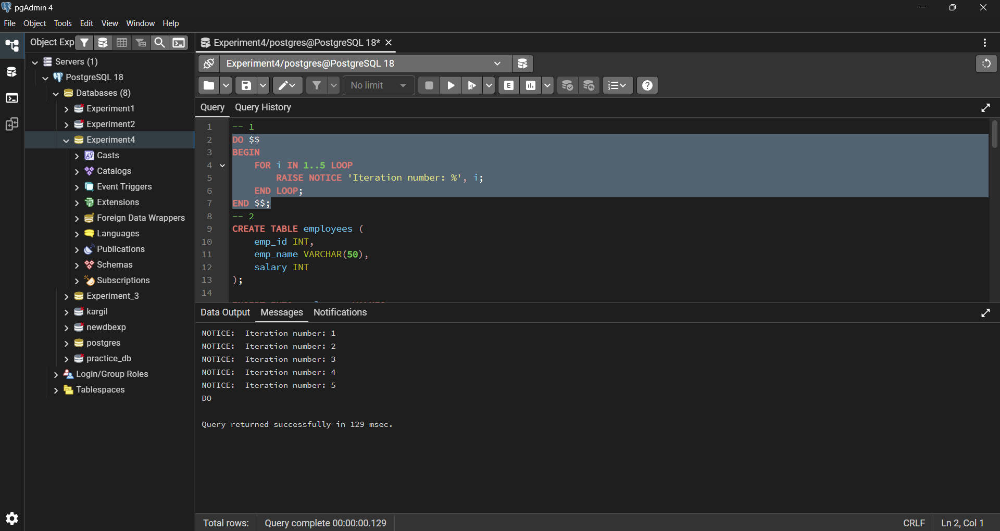 pgAdmin 4
File Object Tools Edit View Window Help
Object Exp
Experiment4/postgres@PostgreSQL 18*
Servers (1)
PostgreSQL 18
Databases (8)
Experiment1
Experiment2
Experiment4
Casts
Catalogs
Event Triggers
Extensions
Foreign Data Wrappers
Languages
Publications
Schemas
Subscriptions
Experiment_3
kargil
newdbexp
postgres
practice_db
Login/Group Roles
Tablespaces
Experiment4/postgres@PostgreSQL 18
No limit
E
Query Query History
1 -- 1
2 DO $$
3 BEGIN
4 FOR i IN 1..5 LOOP
5 RAISE NOTICE 'Iteration number: %', i;
6 END LOOP;
7 END $$;
8 -- 2
9 CREATE TABLE employees (
10 emp_id INT,
11 emp_name VARCHAR(50),
12 salary INT
13 );
14
Data Output Messages Notifications
NOTICE:  Iteration number: 1
NOTICE:  Iteration number: 2
NOTICE:  Iteration number: 3
NOTICE:  Iteration number: 4
NOTICE:  Iteration number: 5
DO
Query returned successfully in 129 msec.
Total rows: Query complete 00:00:00.129 CRLF Ln 2, Col 1